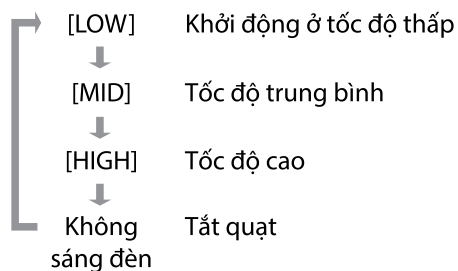 [LOW] Khởi động ở tốc độ thấp
[MID] Tốc độ trung bình
[HIGH] Tốc độ cao
Không Tắt quạt
sáng đèn